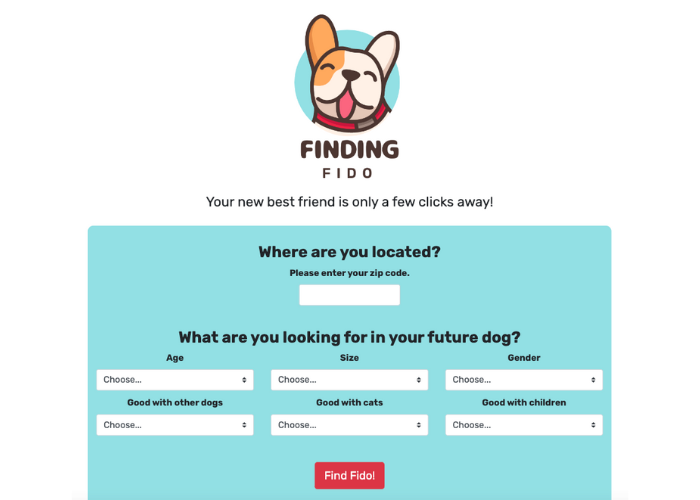 FINDING
FIDO
Your new best friend is only a few clicks away!
Where are you located?
Please enter your zip code.
What are you looking for in your future dog?
Age Size Gender
Choose... Choose... Choose...
Good with other dogs Good with cats Good with children
Choose... Choose... Choose...
Find Fido!